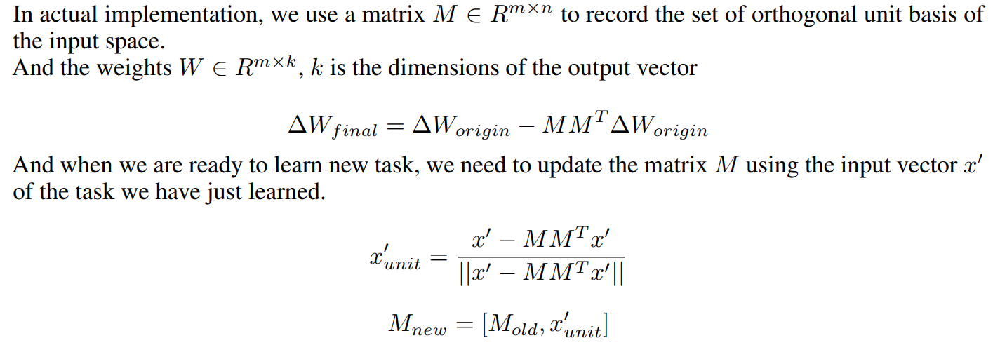 In actual implementation, we use a matrix $M \in R^{m \times n}$ to record the set of orthogonal unit basis of
the input space.
And the weights $W \in R^{m \times k}$, $k$ is the dimensions of the output vector
$\Delta W_{final} = \Delta W_{origin} - MM^T \Delta W_{origin}$
And when we are ready to learn new task, we need to update the matrix $M$ using the input vector $x'$
of the task we have just learned.
$x'_{unit} = \frac{x' - MM^T x'}{||x' - MM^T x'||}$
$M_{new} = [M_{old}, x'_{unit}]$